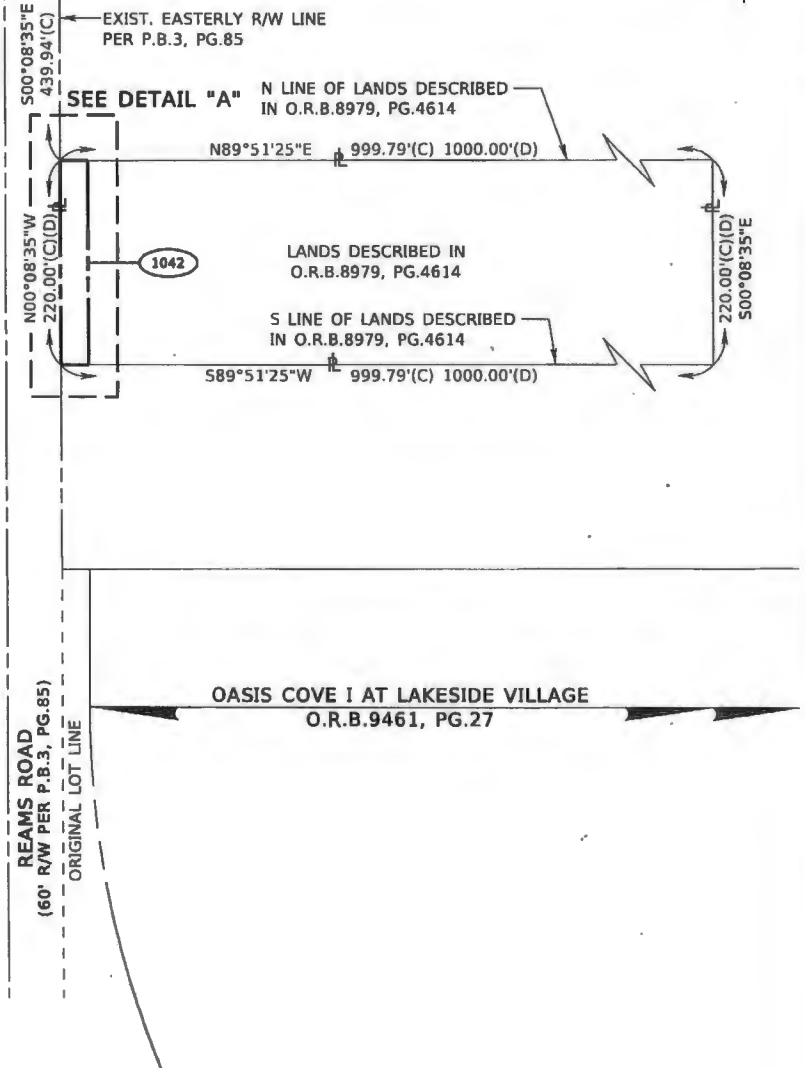 S00°08'35"E
439.94'(C)
EXIST. EASTERLY R/W LINE
PER P.B.3, PG.85
SEE DETAIL "A"
N LINE OF LANDS DESCRIBED
IN O.R.B.8979, PG.4614
N89°51'25"E ⅊ 999.79'(C) 1000.00'(D)
N00°08'35"W
220.00'(C)(D)
⅊
1042
LANDS DESCRIBED IN
O.R.B.8979, PG.4614
⅊
220.00'(C)(D)
S00°08'35"E
S LINE OF LANDS DESCRIBED
IN O.R.B.8979, PG.4614
S89°51'25"W ⅊ 999.79'(C) 1000.00'(D)
OASIS COVE I AT LAKESIDE VILLAGE
O.R.B.9461, PG.27
REAMS ROAD
(60' R/W PER P.B.3, PG.85)
ORIGINAL LOT LINE